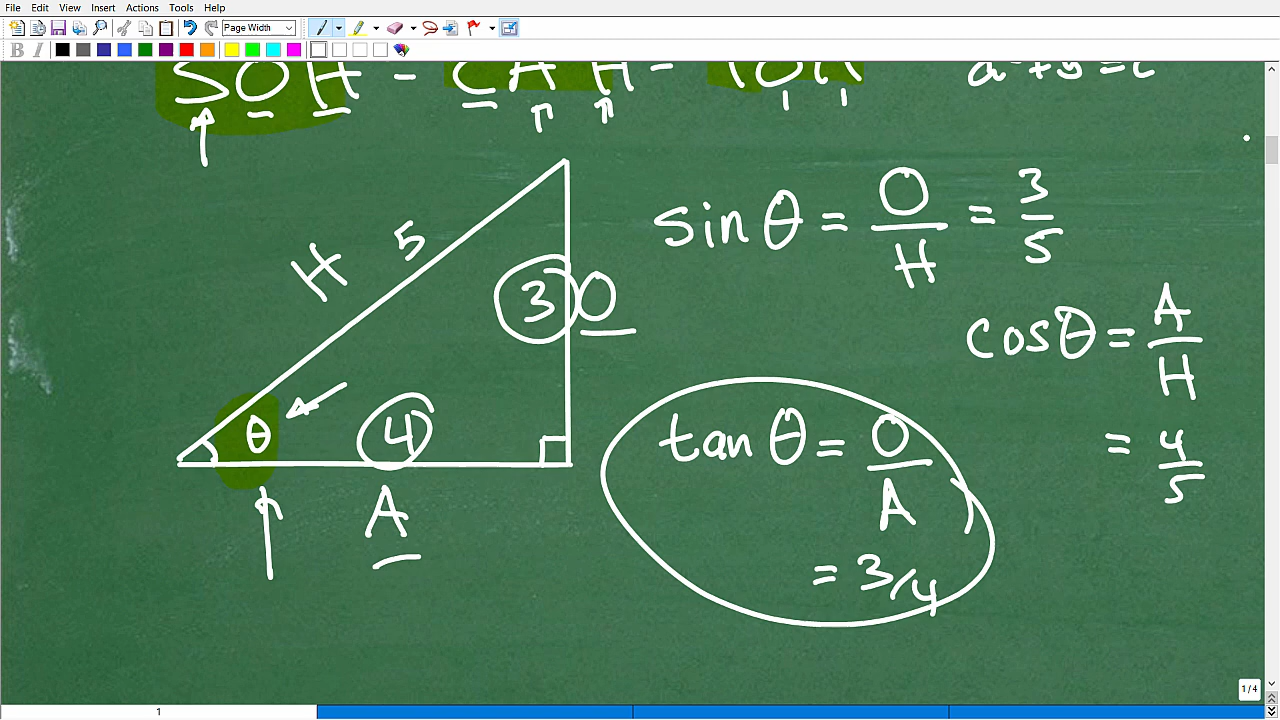 File Edit View Insert Actions Tools Help
Page Width
B I
SOH - CAH - TOA
H 5
3 O
θ 4
A
sin θ = O/H = 3/5
cos θ = A/H
= 4/5
tan θ = O/A
= 3/4
1/4
1